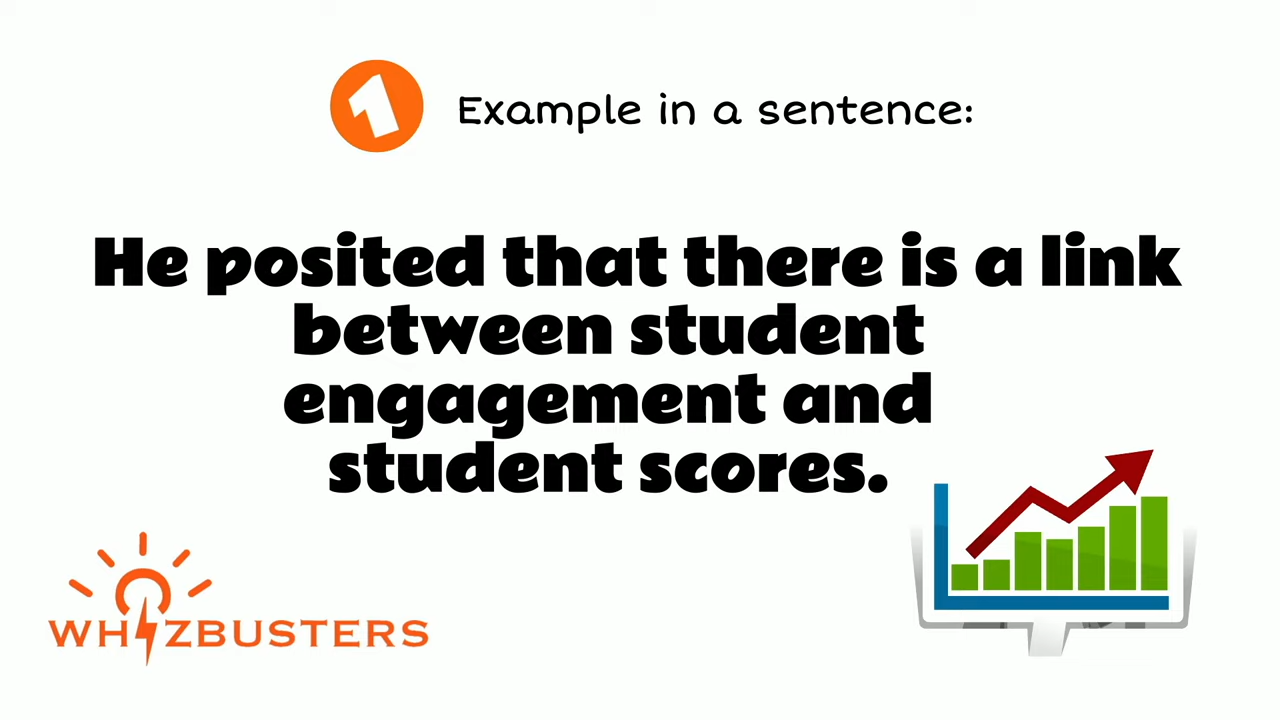 1
Example in a sentence:
He posited that there is a link
between student
engagement and
student scores.
WHIZBUSTERS